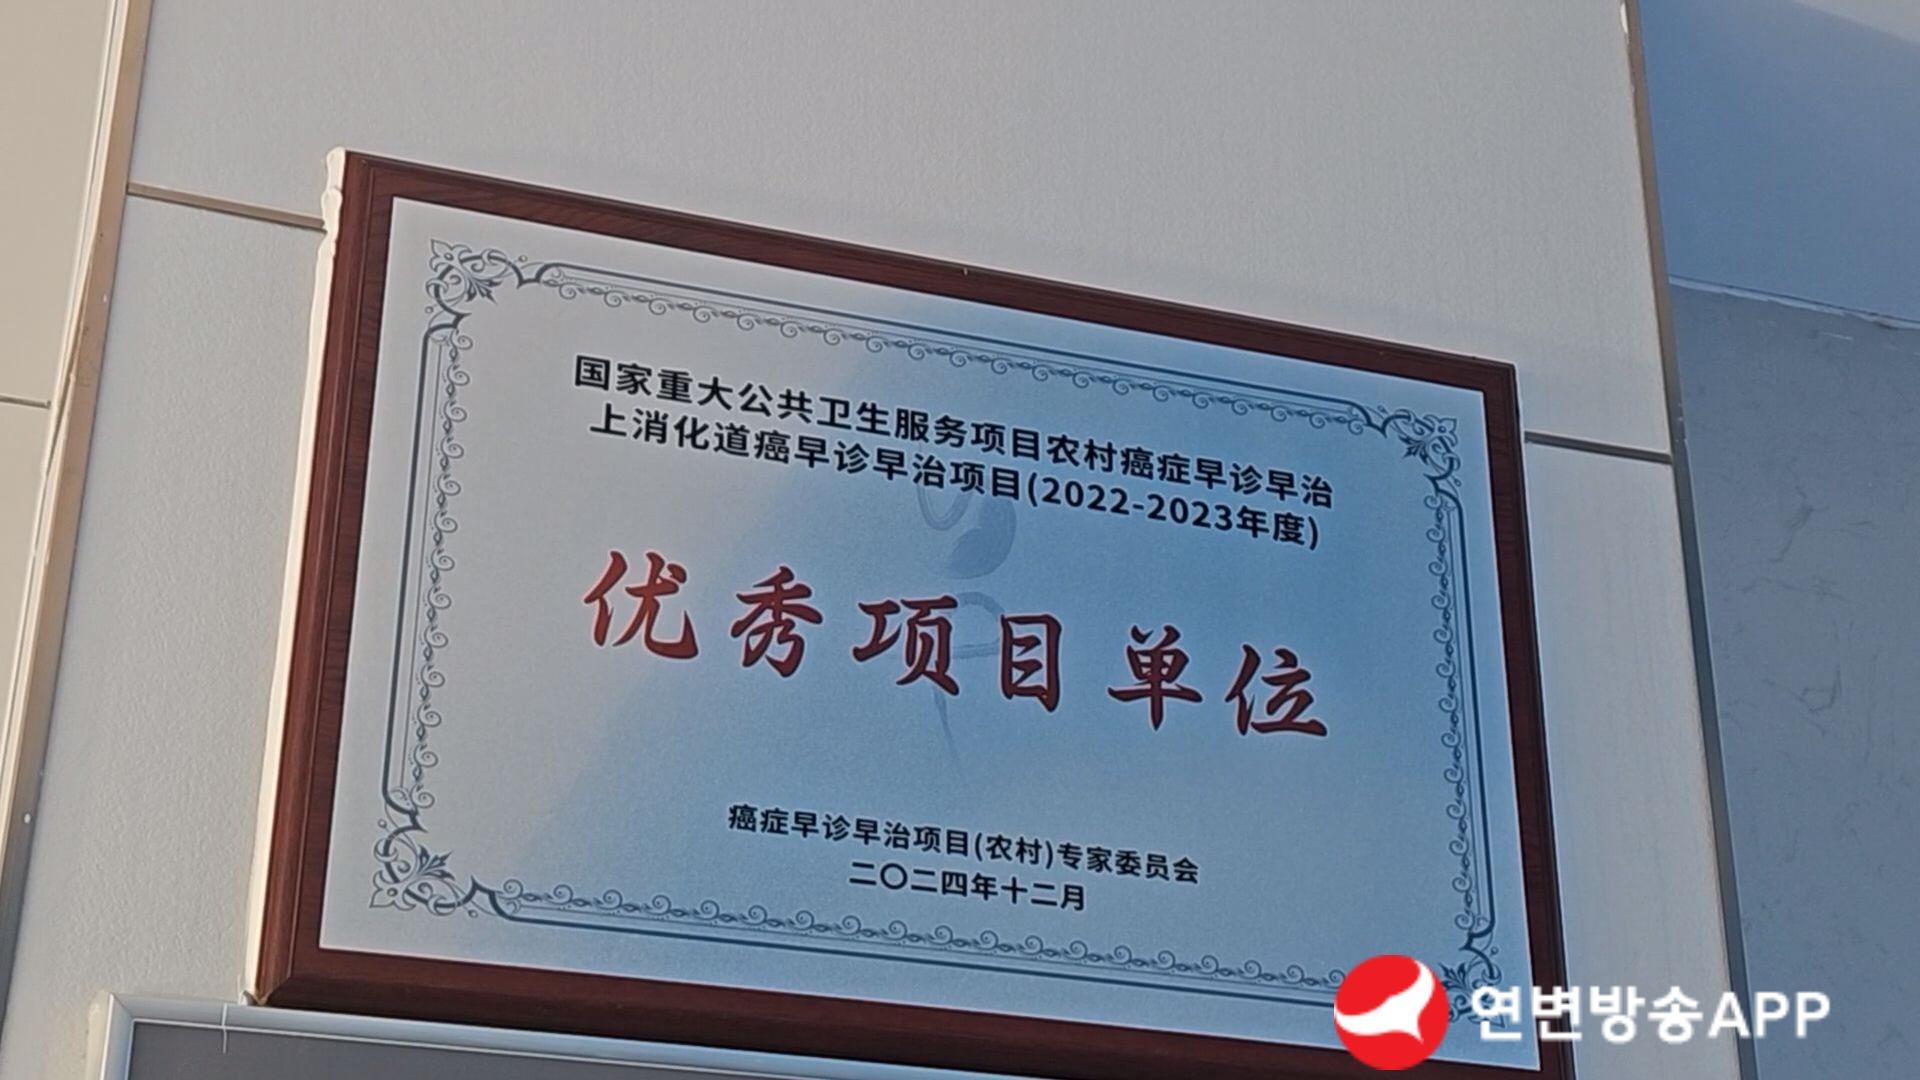 国家重大公共卫生服务项目农村癌症早诊早治
上消化道癌早诊早治项目(2022-2023年度)
优秀项目单位
癌症早诊早治项目(农村)专家委员会
二〇二四年十二月
연변방송APP